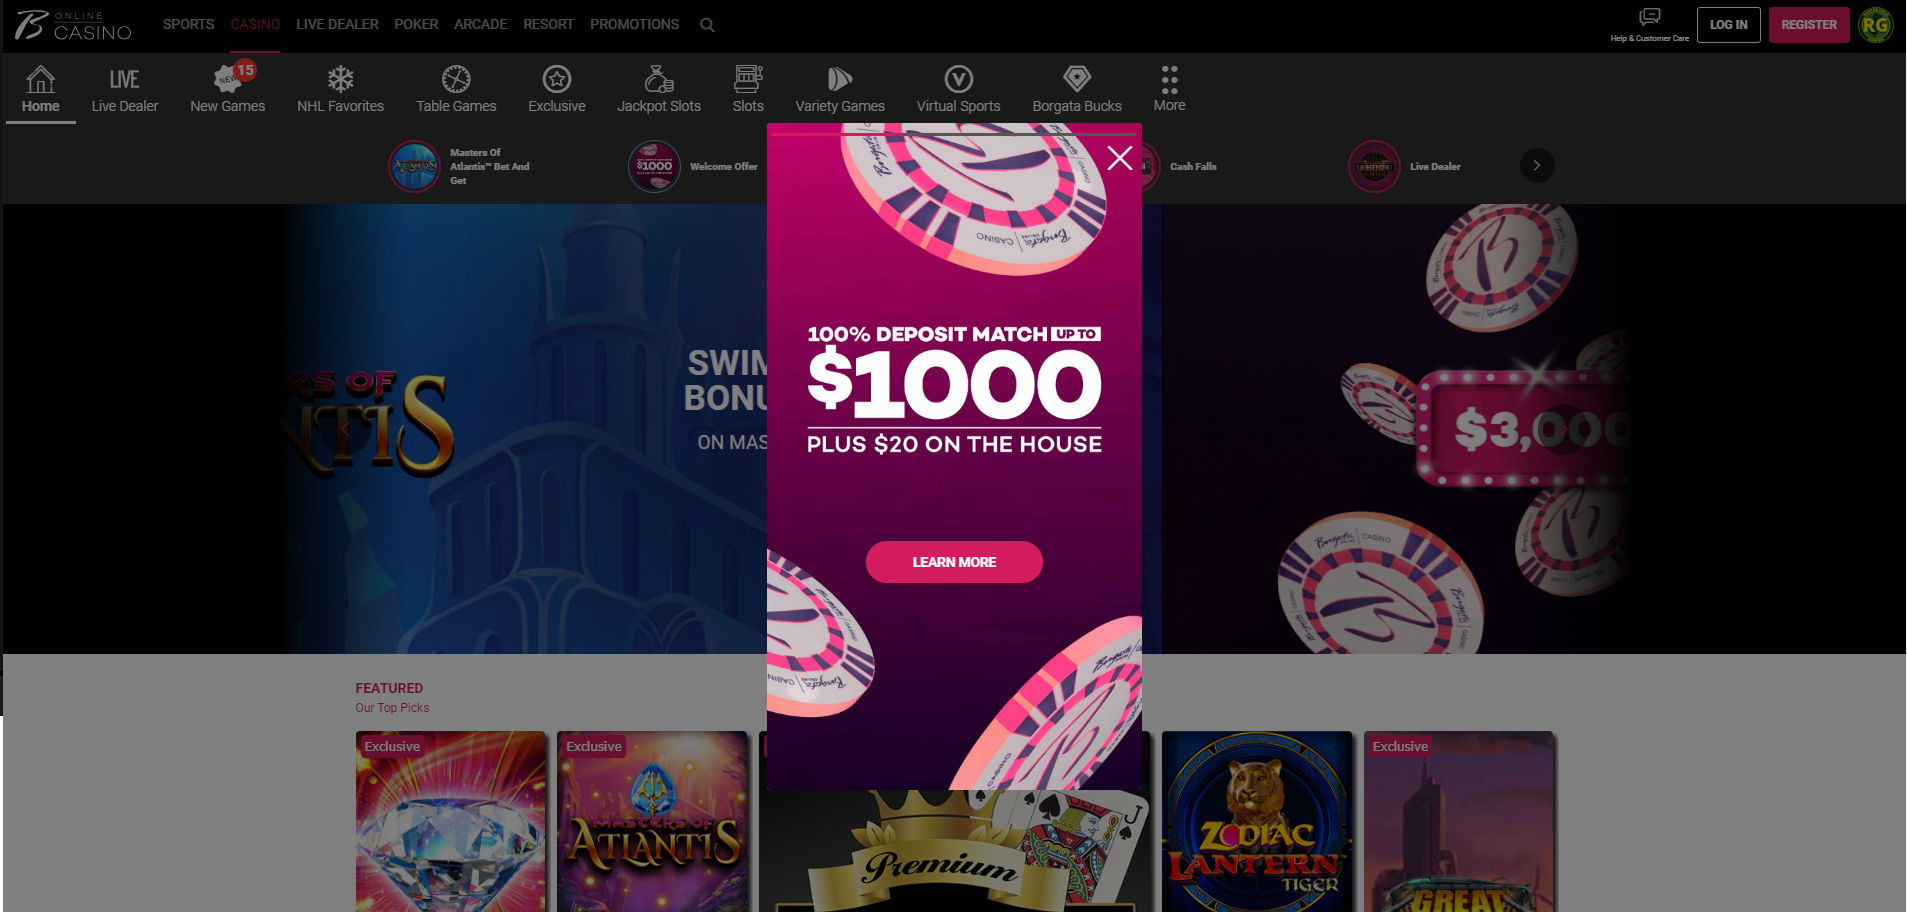 ONLINE
CASINO
SPORTS
CASINO
LIVE DEALER
POKER
ARCADE
RESORT
PROMOTIONS
Help & Customer Care
LOG IN
REGISTER
RG
LIVE
NEW
15
Home
Live Dealer
New Games
NHL Favorites
Table Games
Exclusive
Jackpot Slots
Slots
Variety Games
Virtual Sports
Borgata Bucks
More
Masters Of
Atlantis™ Bet And
Get
$1000
Welcome Offer
Cash Falls
Live Dealer
Borgata
CASINO
SWIM
BONU
ON MAS
RS OF
NTIS
100% DEPOSIT MATCH UP TO
$1000
PLUS $20 ON THE HOUSE
LEARN MORE
$3,000
Borgata
CASINO
FEATURED
Our Top Picks
Exclusive
Exclusive
MASTERS OF
ATLANTIS
Premium
J
ZODIAC
LANTERN
TIGER
Exclusive
GREAT